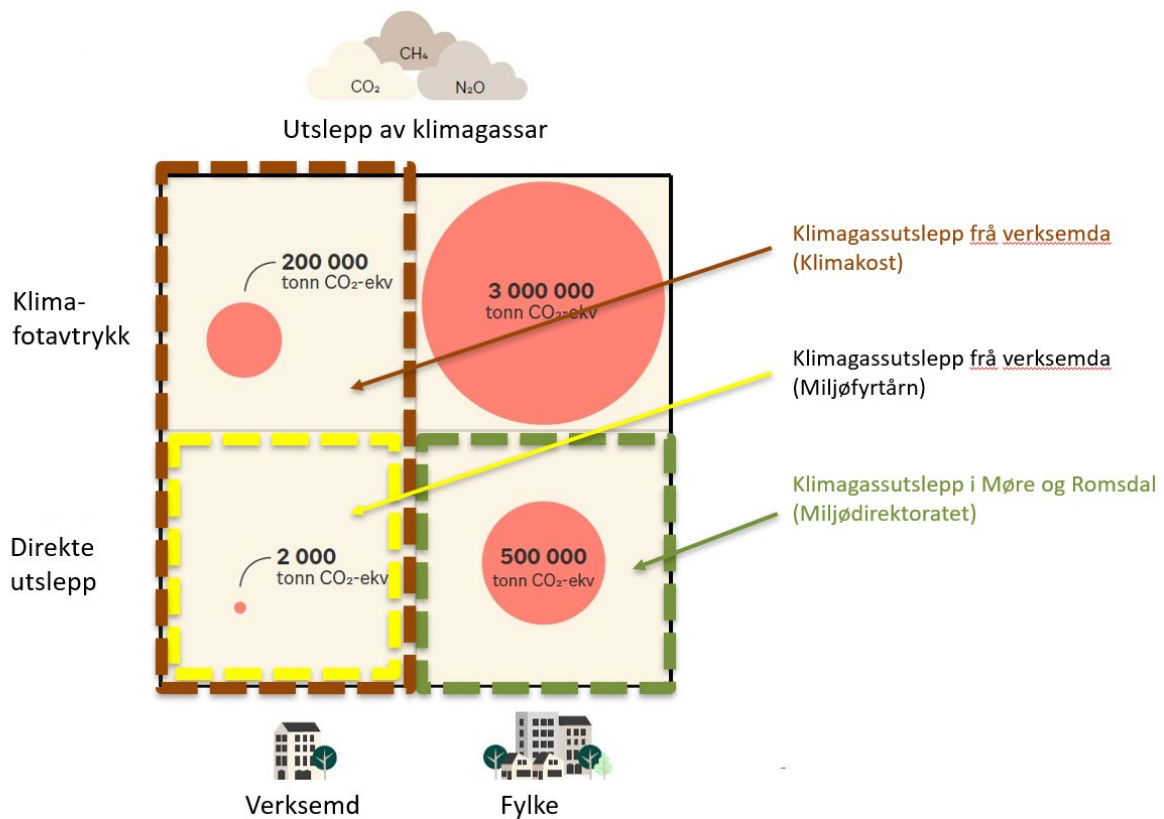 CH₄
CO₂
N₂O
Utslepp av klimagassar
Klima-
fotavtrykk
200 000
tonn CO₂-ekv
3 000 000
tonn CO₂-ekv
Klimagassutslepp frå verksemda
(Klimakost)
Klimagassutslepp frå verksemda
(Miljøfyrtårn)
Direkte
utslepp
2 000
tonn CO₂-ekv
500 000
tonn CO₂-ekv
Klimagassutslepp i Møre og Romsdal
(Miljødirektoratet)
Verksemd
Fylke